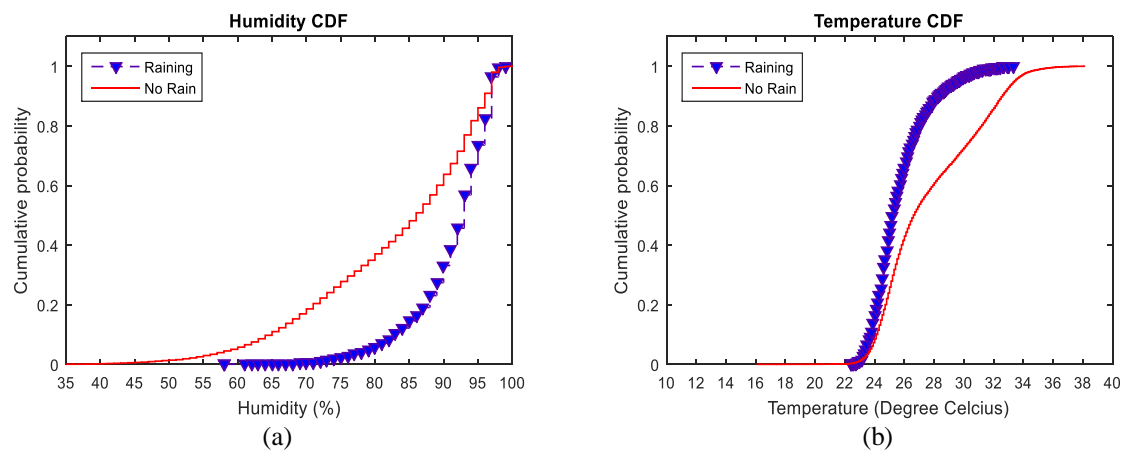 Humidity CDF
1
0.8
0.6
0.4
0.2
0
Cumulative probability
Raining
No Rain
35 40 45 50 55 60 65 70 75 80 85 90 95 100
Humidity (%)
(a)
Temperature CDF
1
0.8
0.6
0.4
0.2
0
Cumulative probability
Raining
No Rain
10 12 14 16 18 20 22 24 26 28 30 32 34 36 38 40
Temperature (Degree Celcius)
(b)